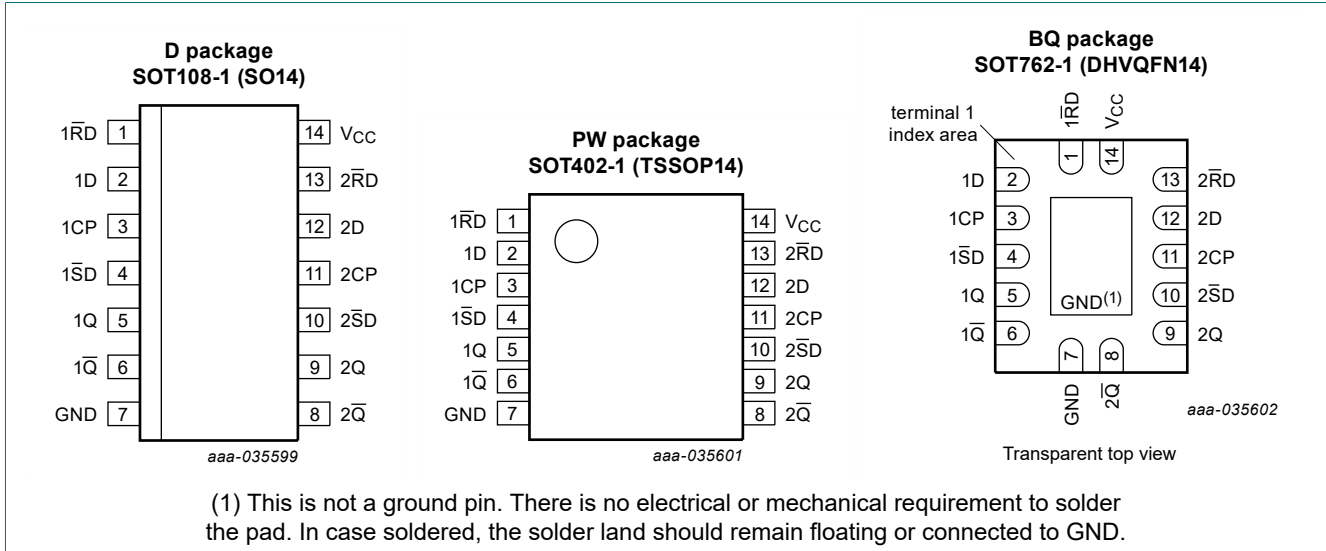 D package
SOT108-1 (SO14)
1R̅D 1
14 VCC
1D 2
13 2R̅D
1CP 3
12 2D
1S̅D 4
11 2CP
1Q 5
10 2S̅D
1Q̅ 6
9 2Q
GND 7
8 2Q̅
aaa-035599
PW package
SOT402-1 (TSSOP14)
1R̅D 1
14 VCC
1D 2
13 2R̅D
1CP 3
12 2D
1S̅D 4
11 2CP
1Q 5
10 2S̅D
1Q̅ 6
9 2Q
GND 7
8 2Q̅
aaa-035601
BQ package
SOT762-1 (DHVQFN14)
terminal 1
index area
1R̅D
VCC
1
14
1D 2
13 2R̅D
1CP 3
12 2D
1S̅D 4
11 2CP
1Q 5
10 2S̅D
1Q̅ 6
9 2Q
GND(1)
7
8
GND
2Q̅
aaa-035602
Transparent top view
(1) This is not a ground pin. There is no electrical or mechanical requirement to solder
the pad. In case soldered, the solder land should remain floating or connected to GND.